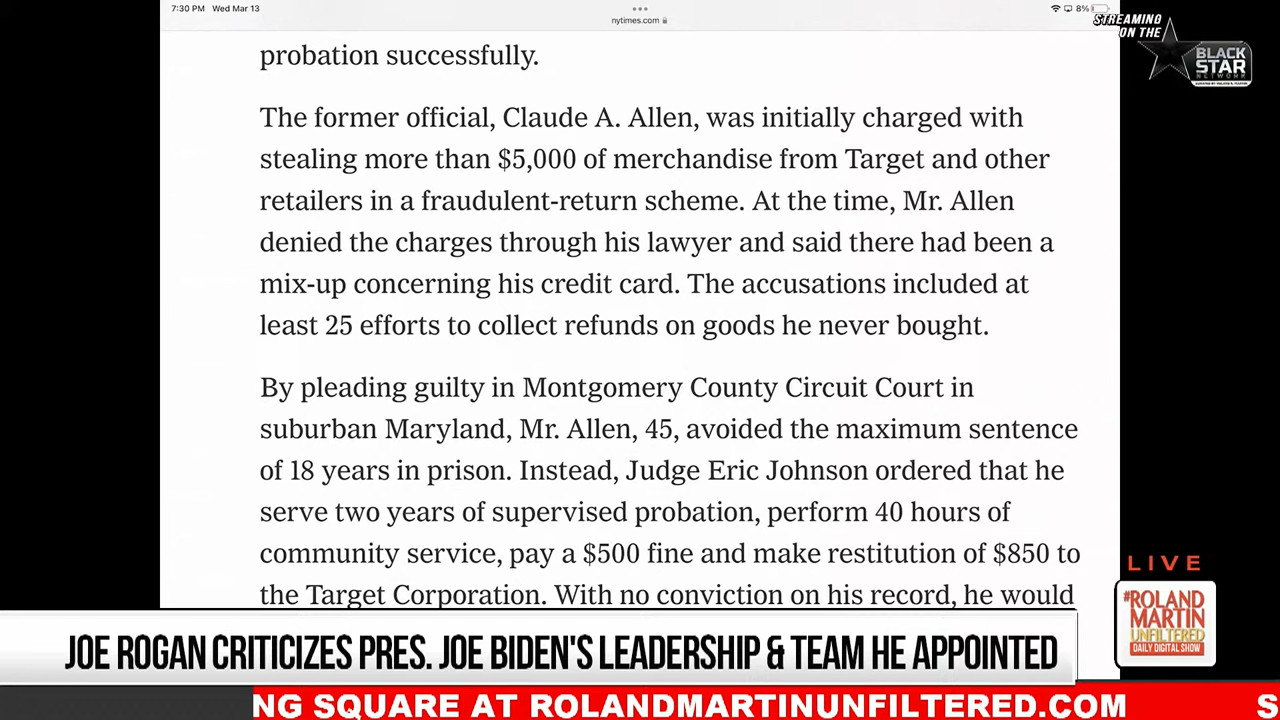 7:30 PM Wed Mar 13
nytimes.com
8%
STREAMING
ON THE
BLACK
STAR
NETWORK
probation successfully.
The former official, Claude A. Allen, was initially charged with
stealing more than $5,000 of merchandise from Target and other
retailers in a fraudulent-return scheme. At the time, Mr. Allen
denied the charges through his lawyer and said there had been a
mix-up concerning his credit card. The accusations included at
least 25 efforts to collect refunds on goods he never bought.
By pleading guilty in Montgomery County Circuit Court in
suburban Maryland, Mr. Allen, 45, avoided the maximum sentence
of 18 years in prison. Instead, Judge Eric Johnson ordered that he
serve two years of supervised probation, perform 40 hours of
community service, pay a $500 fine and make restitution of $850 to
the Target Corporation. With no conviction on his record, he would
LIVE
#ROLAND
MARTIN
UNFILTERED
DAILY DIGITAL SHOW
JOE ROGAN CRITICIZES PRES. JOE BIDEN'S LEADERSHIP & TEAM HE APPOINTED
NG SQUARE AT ROLANDMARTINUNFILTERED.COM S